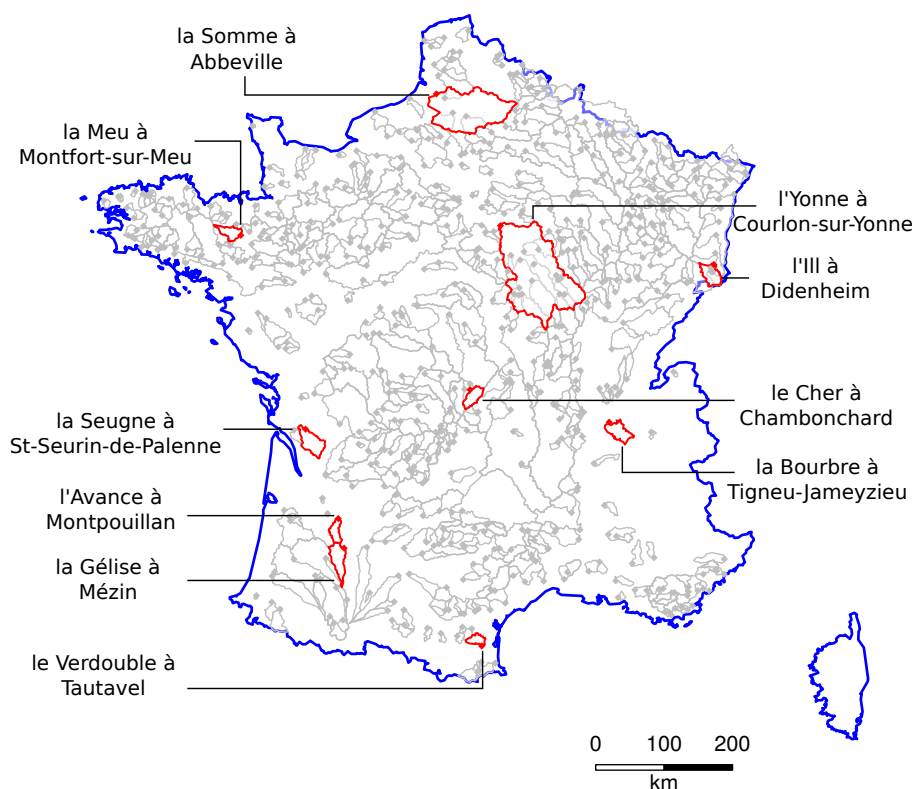 la Somme à
Abbeville
la Meu à
Montfort-sur-Meu
l'Yonne à
Courlon-sur-Yonne
l'Ill à
Didenheim
le Cher à
Chambonchard
la Seugne à
St-Seurin-de-Palenne
la Bourbre à
Tigneu-Jameyzieu
l'Avance à
Montpouillan
la Gélise à
Mézin
le Verdouble à
Tautavel
0 100 200
km